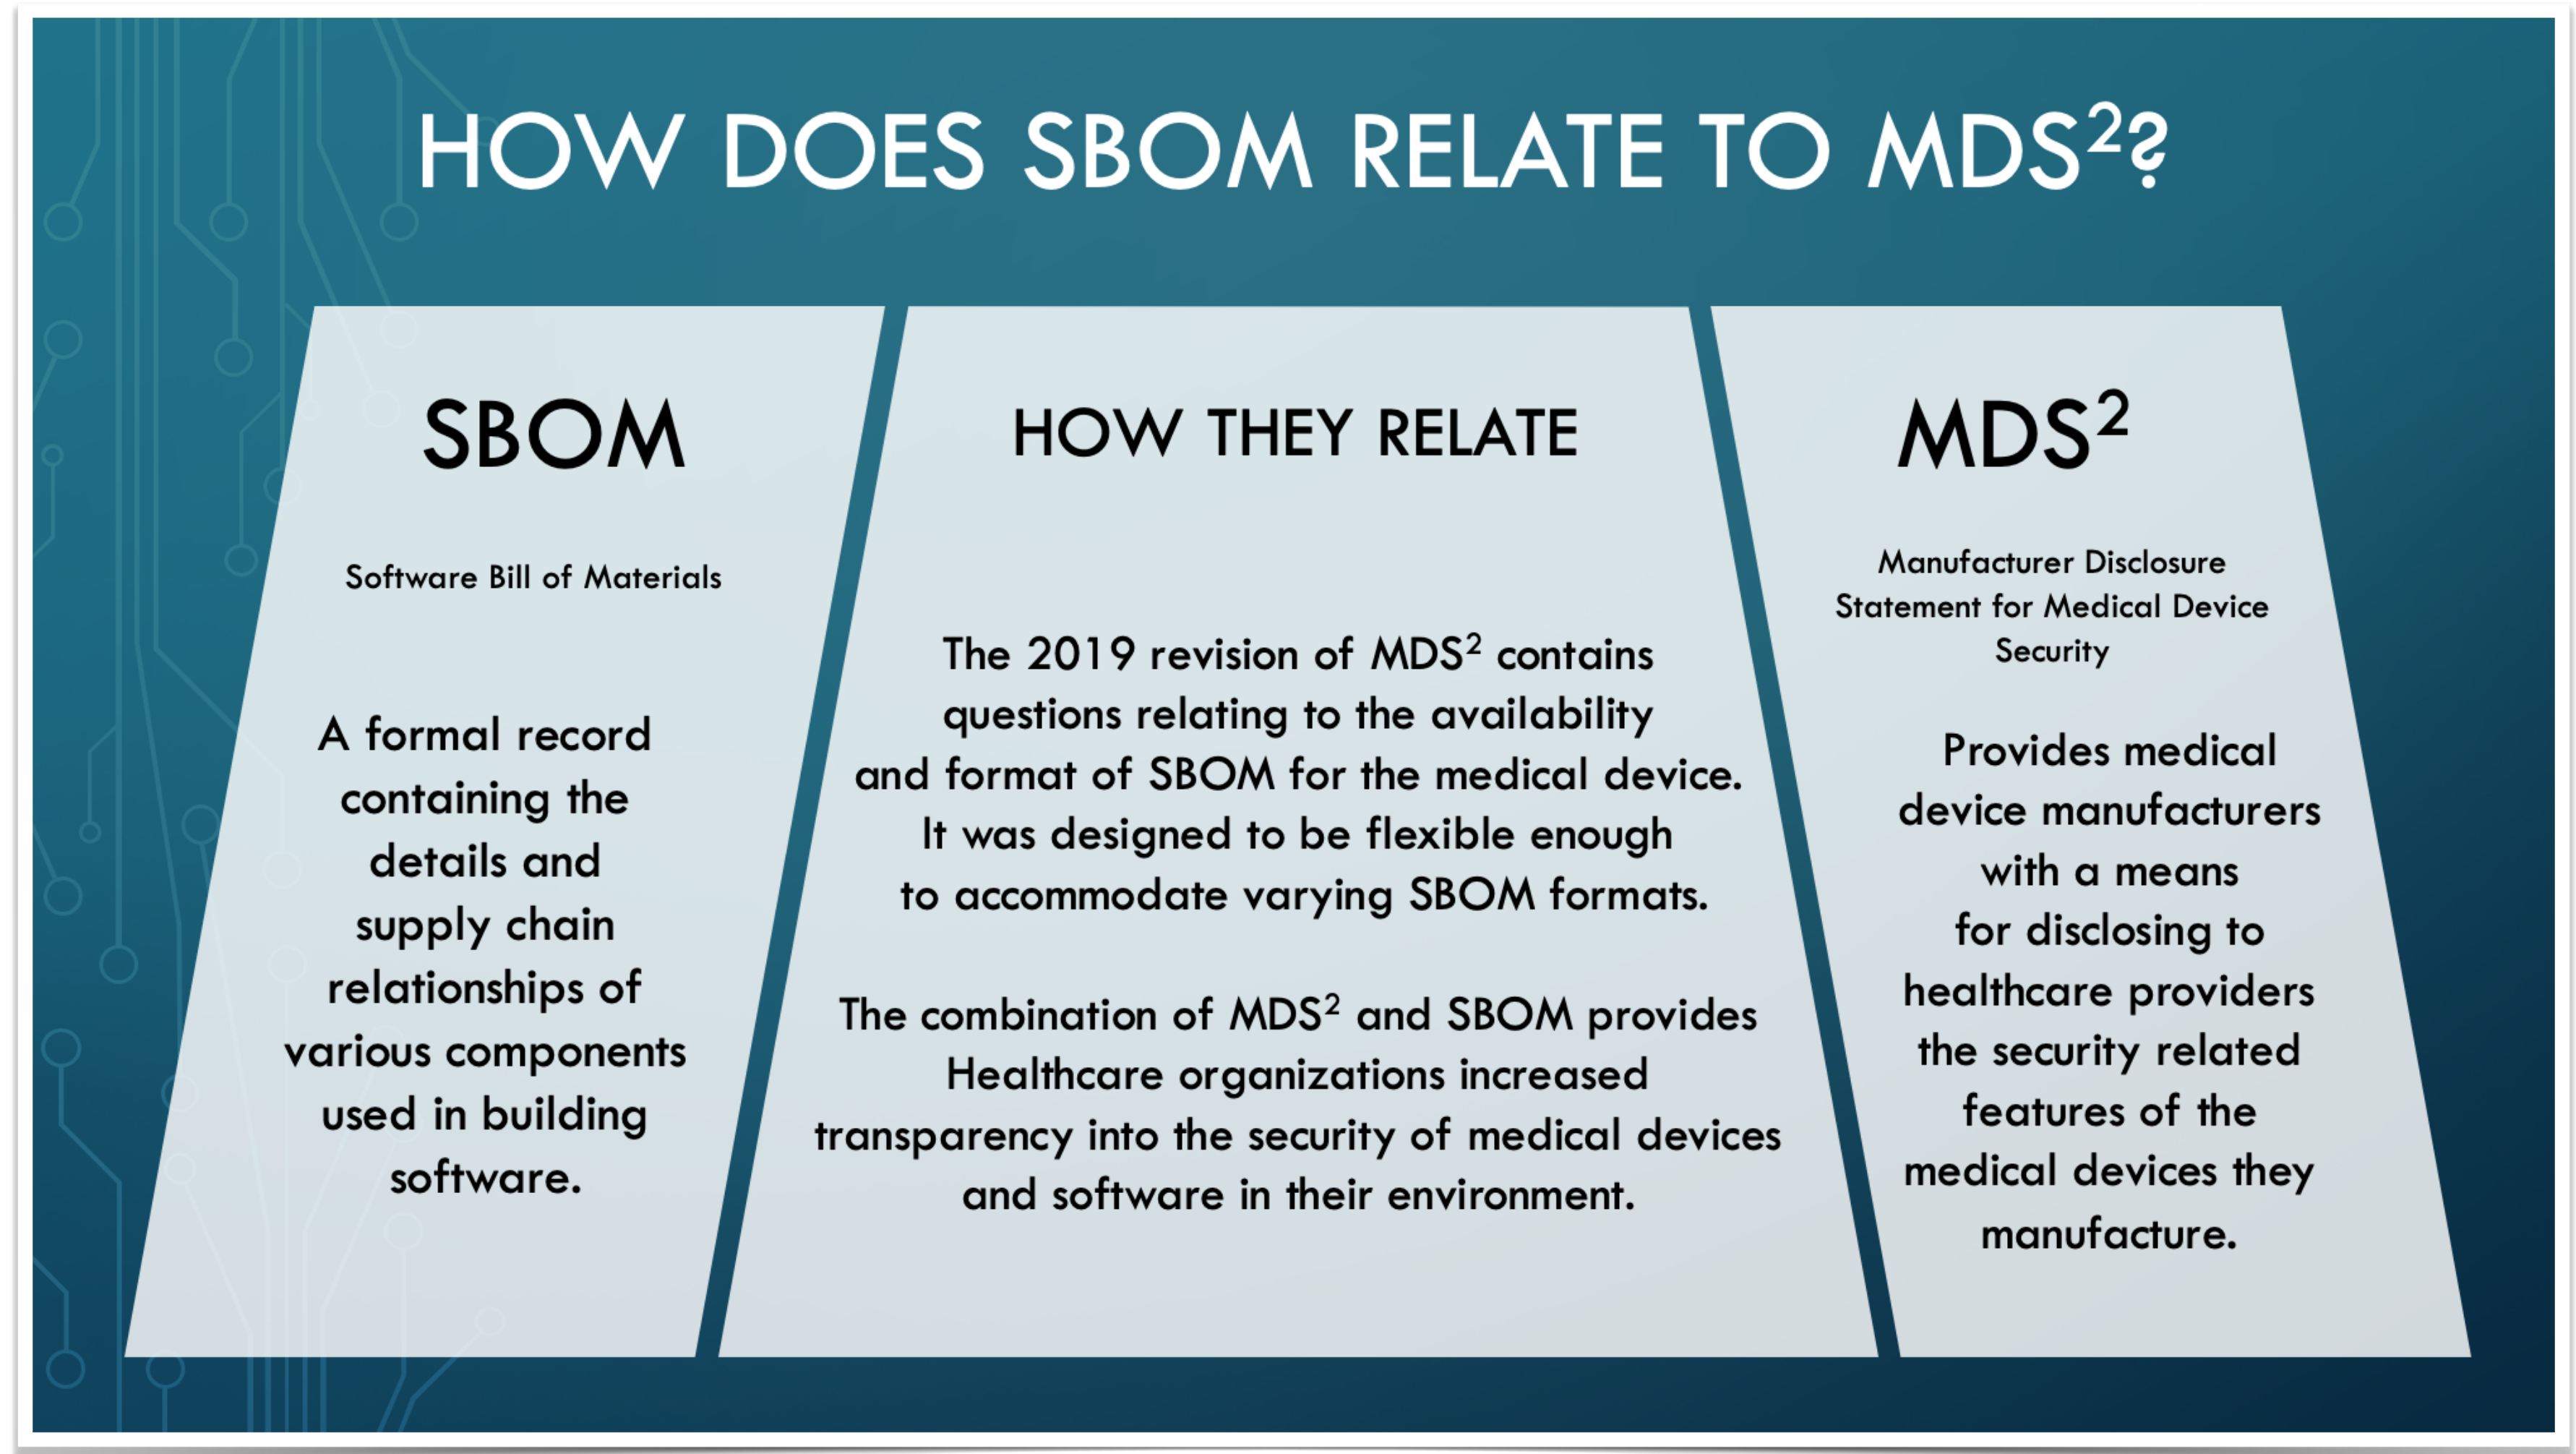 HOW DOES SBOM RELATE TO MDS²?
SBOM
Software Bill of Materials
A formal record
containing the
details and
supply chain
relationships of
various components
used in building
software.
HOW THEY RELATE
The 2019 revision of MDS² contains
questions relating to the availability
and format of SBOM for the medical device.
It was designed to be flexible enough
to accommodate varying SBOM formats.
The combination of MDS² and SBOM provides
Healthcare organizations increased
transparency into the security of medical devices
and software in their environment.
MDS²
Manufacturer Disclosure
Statement for Medical Device
Security
Provides medical
device manufacturers
with a means
for disclosing to
healthcare providers
the security related
features of the
medical devices they
manufacture.